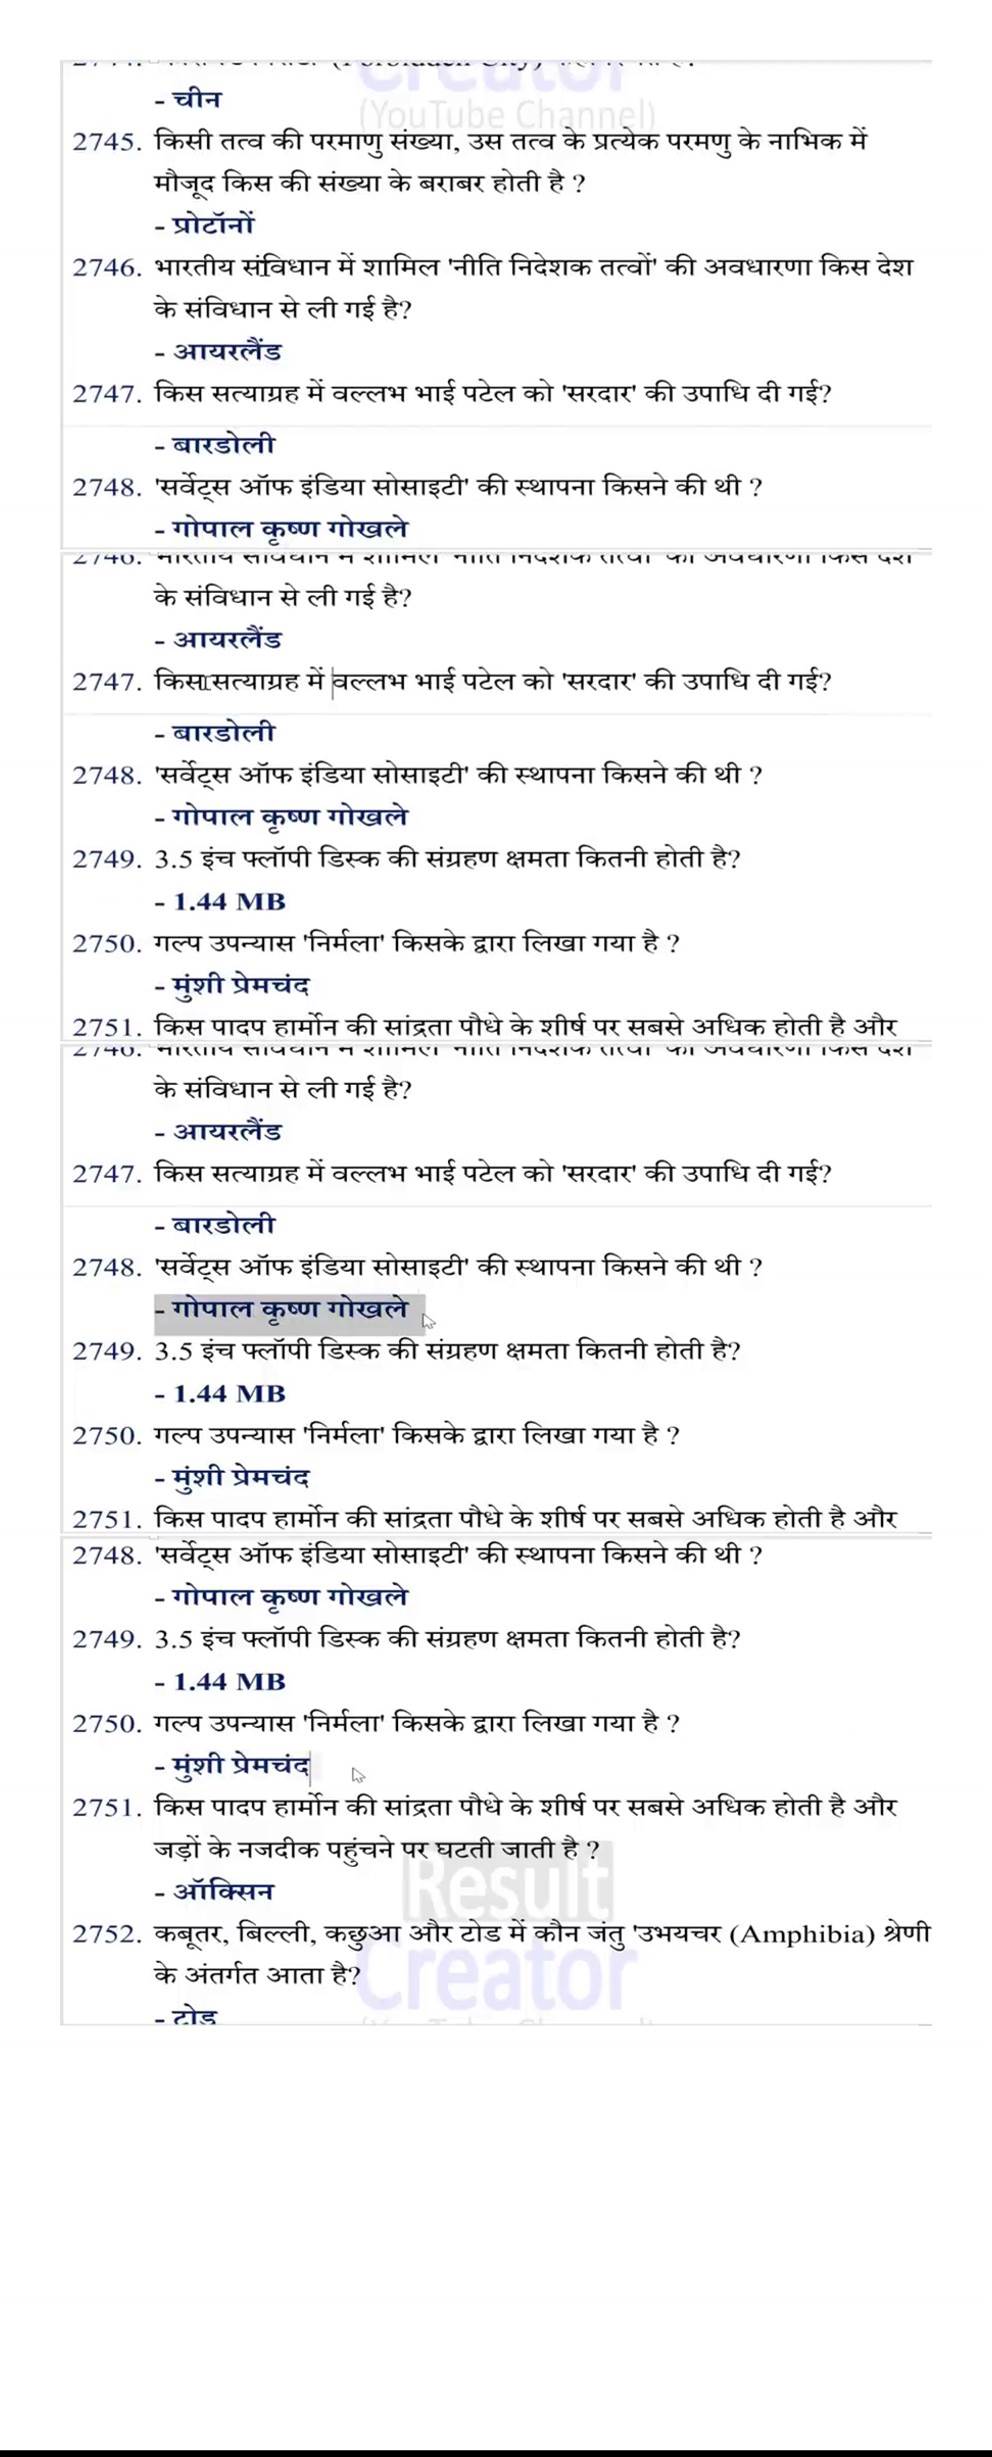 - चीन
(YouTube Channel)
2745. किसी तत्व की परमाणु संख्या, उस तत्व के प्रत्येक परमणु के नाभिक में
मौजूद किस की संख्या के बराबर होती है ?
- प्रोटॉनों
2746. भारतीय संविधान में शामिल 'नीति निदेशक तत्वों' की अवधारणा किस देश
के संविधान से ली गई है?
- आयरलैंड
2747. किस सत्याग्रह में वल्लभ भाई पटेल को 'सरदार' की उपाधि दी गई?
- बारडोली
2748. 'सर्वेट्स ऑफ इंडिया सोसाइटी' की स्थापना किसने की थी ?
- गोपाल कृष्ण गोखले
के संविधान से ली गई है?
- आयरलैंड
2747. किस सत्याग्रह में वल्लभ भाई पटेल को 'सरदार' की उपाधि दी गई?
- बारडोली
2748. 'सर्वेट्स ऑफ इंडिया सोसाइटी' की स्थापना किसने की थी ?
- गोपाल कृष्ण गोखले
2749. 3.5 इंच फ्लॉपी डिस्क की संग्रहण क्षमता कितनी होती है?
- 1.44 MB
2750. गल्प उपन्यास 'निर्मला' किसके द्वारा लिखा गया है ?
- मुंशी प्रेमचंद
2751. किस पादप हार्मोन की सांद्रता पौधे के शीर्ष पर सबसे अधिक होती है और
के संविधान से ली गई है?
- आयरलैंड
2747. किस सत्याग्रह में वल्लभ भाई पटेल को 'सरदार' की उपाधि दी गई?
- बारडोली
2748. 'सर्वेट्स ऑफ इंडिया सोसाइटी' की स्थापना किसने की थी ?
- गोपाल कृष्ण गोखले
2749. 3.5 इंच फ्लॉपी डिस्क की संग्रहण क्षमता कितनी होती है?
- 1.44 MB
2750. गल्प उपन्यास 'निर्मला' किसके द्वारा लिखा गया है ?
- मुंशी प्रेमचंद
2751. किस पादप हार्मोन की सांद्रता पौधे के शीर्ष पर सबसे अधिक होती है और
2748. 'सर्वेट्स ऑफ इंडिया सोसाइटी' की स्थापना किसने की थी ?
- गोपाल कृष्ण गोखले
2749. 3.5 इंच फ्लॉपी डिस्क की संग्रहण क्षमता कितनी होती है?
- 1.44 MB
2750. गल्प उपन्यास 'निर्मला' किसके द्वारा लिखा गया है ?
- मुंशी प्रेमचंद
2751. किस पादप हार्मोन की सांद्रता पौधे के शीर्ष पर सबसे अधिक होती है और
जड़ों के नजदीक पहुंचने पर घटती जाती है ?
Result
- ऑक्सिन
2752. कबूतर, बिल्ली, कछुआ और टोड में कौन जंतु 'उभयचर (Amphibia) श्रेणी
के अंतर्गत आता है?
Creator
- टोड